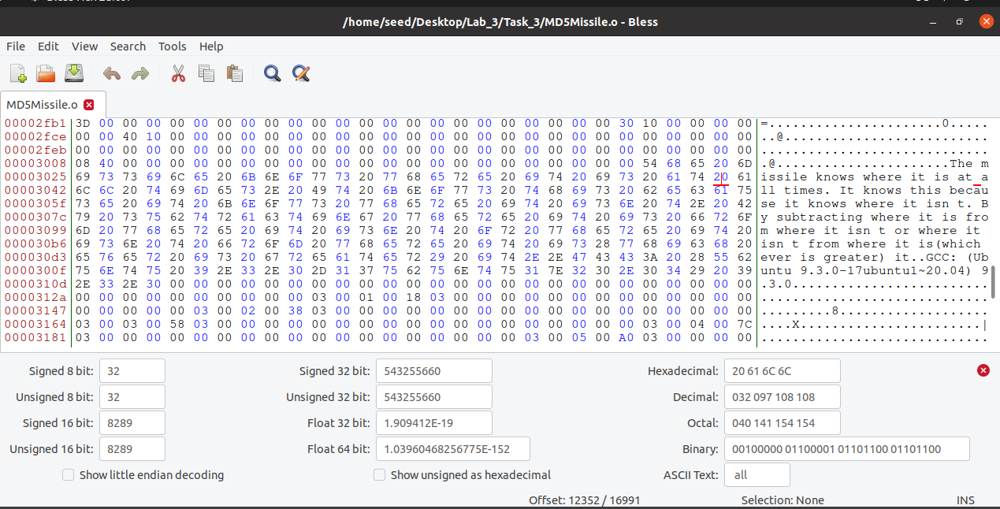 Bless Hex Editor
/home/seed/Desktop/Lab_3/Task_3/MD5Missile.o - Bless
File Edit View Search Tools Help
MD5Missile.o
00002fb1 3D 00 00 00 00 00 00 00 00 00 00 00 00 00 00 00 00 00 00 00 00 00 00 30 10 00 00 00 00 =......................0.....
00002fce 00 00 40 10 00 00 00 00 00 00 00 00 00 00 00 00 00 00 00 00 00 00 00 00 00 00 00 00 00 ..@..........................
00002feb 00 00 00 00 00 00 00 00 00 00 00 00 00 00 00 00 00 00 00 00 00 00 00 00 00 00 00 00 00 .............................
00003008 08 40 00 00 00 00 00 00 00 00 00 00 00 00 00 00 00 00 00 00 00 00 00 00 54 68 65 20 6D .@......................The m
00003025 69 73 73 69 6C 65 20 6B 6E 6F 77 73 20 77 68 65 72 65 20 69 74 20 69 73 20 61 74 20 61 issile knows where it is at a
00003042 6C 6C 20 74 69 6D 65 73 2E 20 49 74 20 6B 6E 6F 77 73 20 74 68 69 73 20 62 65 63 61 75 ll times. It knows this becau
0000305f 73 65 20 69 74 20 6B 6E 6F 77 73 20 77 68 65 72 65 20 69 74 20 69 73 6E 20 74 2E 20 42 se it knows where it isn t. B
0000307c 79 20 73 75 62 74 72 61 63 74 69 6E 67 20 77 68 65 72 65 20 69 74 20 69 73 20 66 72 6F y subtracting where it is fro
00003099 6D 20 77 68 65 72 65 20 69 74 20 69 73 6E 20 74 20 6F 72 20 77 68 65 72 65 20 69 74 20 m where it isn t or where it
000030b6 69 73 6E 20 74 20 66 72 6F 6D 20 77 68 65 72 65 20 69 74 20 69 73 28 77 68 69 63 68 20 isn t from where it is(which
000030d3 65 76 65 72 20 69 73 20 67 72 65 61 74 65 72 29 20 69 74 2E 2E 47 43 43 3A 20 28 55 62 ever is greater) it..GCC: (Ub
0000300f 75 6E 74 75 20 39 2E 33 2E 30 2D 31 37 75 62 75 6E 74 75 31 7E 32 30 2E 30 34 29 20 39 untu 9.3.0-17ubuntu1~20.04) 9
0000310d 2E 33 2E 30 00 00 00 00 00 00 00 00 00 00 00 00 00 00 00 00 00 00 00 00 00 00 00 00 00 .3.0.........................
0000312a 00 00 00 00 00 00 00 00 00 00 03 00 01 00 18 03 00 00 00 00 00 00 00 00 00 00 00 00 00 .............................
00003147 00 00 00 00 00 03 00 02 00 38 03 00 00 00 00 00 00 00 00 00 00 00 00 00 00 00 00 00 00 .........8...................
00003164 03 00 03 00 58 03 00 00 00 00 00 00 00 00 00 00 00 00 00 00 00 00 00 00 03 00 04 00 7C ....X.......................|
00003181 03 00 00 00 00 00 00 00 00 00 00 00 00 00 00 00 00 00 00 03 00 05 00 A0 03 00 00 00 00 .............................
Signed 8 bit: 32 Signed 32 bit: 543255660 Hexadecimal: 20 61 6C 6C
Unsigned 8 bit: 32 Unsigned 32 bit: 543255660 Decimal: 032 097 108 108
Signed 16 bit: 8289 Float 32 bit: 1.909412E-19 Octal: 040 141 154 154
Unsigned 16 bit: 8289 Float 64 bit: 1.03960468256775E-152 Binary: 00100000 01100001 01101100 01101100
Show little endian decoding Show unsigned as hexadecimal ASCII Text: all
Offset: 12352 / 16991 Selection: None INS